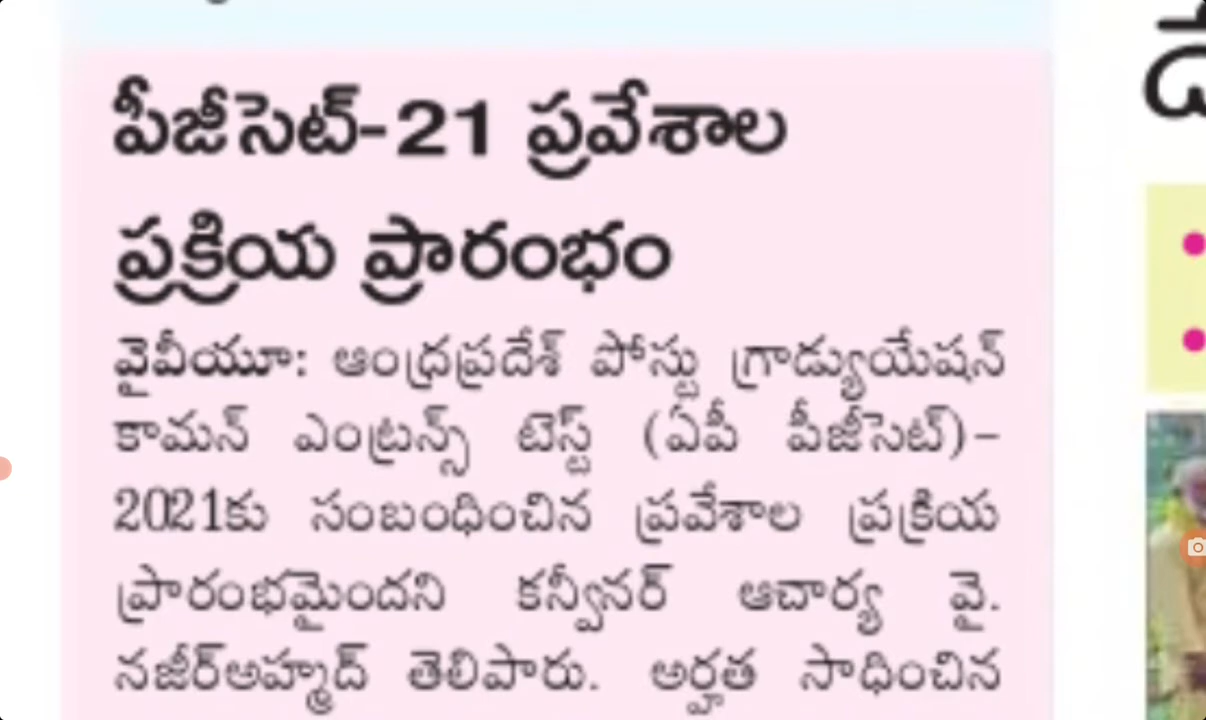 పీజీసెట్-21 ప్రవేశాల
ప్రక్రియ ప్రారంభం
వైవీయూ: ఆంధ్రప్రదేశ్ పోస్టు గ్రాడ్యుయేషన్
కామన్ ఎంట్రన్స్ టెస్ట్ (ఏపీ పీజీసెట్)-
2021కు సంబంధించిన ప్రవేశాల ప్రక్రియ
ప్రారంభమైందని కన్వీనర్ ఆచార్య వై.
నజీర్అహ్మద్ తెలిపారు. అర్హత సాధించిన